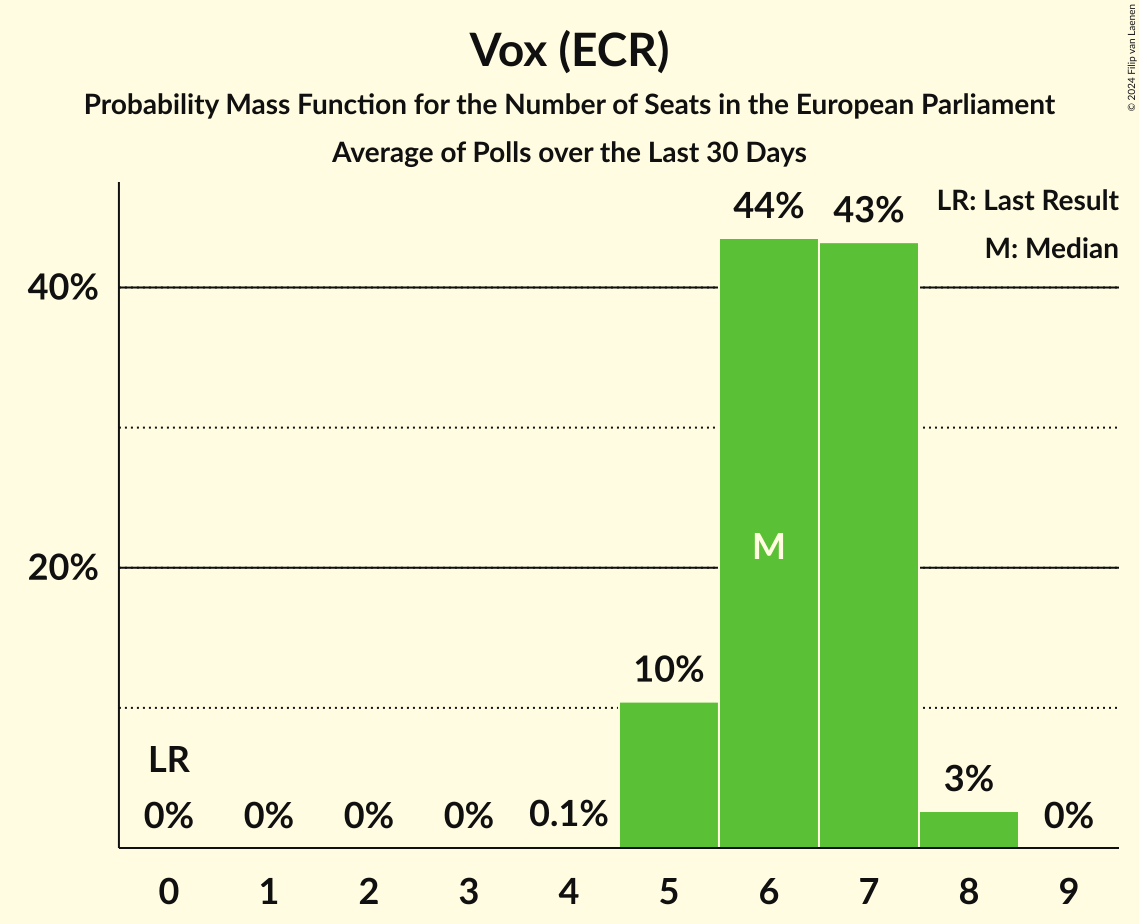 Vox (ECR)
Probability Mass Function for the Number of Seats in the European Parliament
Average of Polls over the Last 30 Days
© 2024 Filip van Laenen
LR: Last Result
M: Median
44%
43%
40%
M
20%
10%
LR
3%
0%
0%
0%
0%
0.1%
0%
0
1
2
3
4
5
6
7
8
9